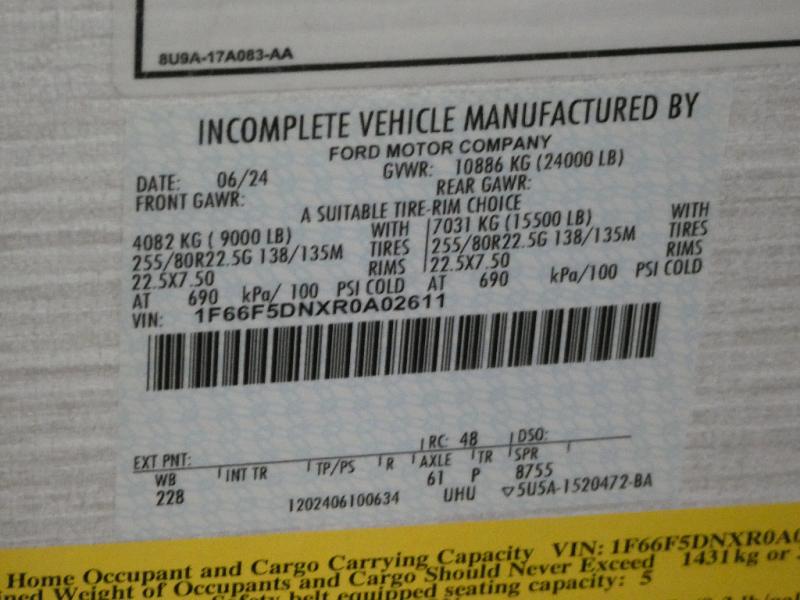 8U9A-17A083-AA
INCOMPLETE VEHICLE MANUFACTURED BY
FORD MOTOR COMPANY
DATE: 06/24 GVWR: 10886 KG (24000 LB)
FRONT GAWR: REAR GAWR:
A SUITABLE TIRE-RIM CHOICE
4082 KG ( 9000 LB) WITH 7031 KG (15500 LB) WITH
255/80R22.5G 138/135M TIRES 255/80R22.5G 138/135M TIRES
22.5X7.50 RIMS 22.5X7.50 RIMS
AT 690 kPa/ 100 PSI COLD AT 690 kPa/100 PSI COLD
VIN: 1F66F5DNXR0A02611
EXT PNT: RC: 48 DSO:
WB INT TR TP/PS R AXLE TR SPR
228 61 P 8755
1202406100634 UHU ▽5U5A-1520472-BA
Home Occupant and Cargo Carrying Capacity VIN: 1F66F5DNXR0A0
Weight of Occupants and Cargo Should Never Exceed 1431kg or
belt equipped seating capacity: 5